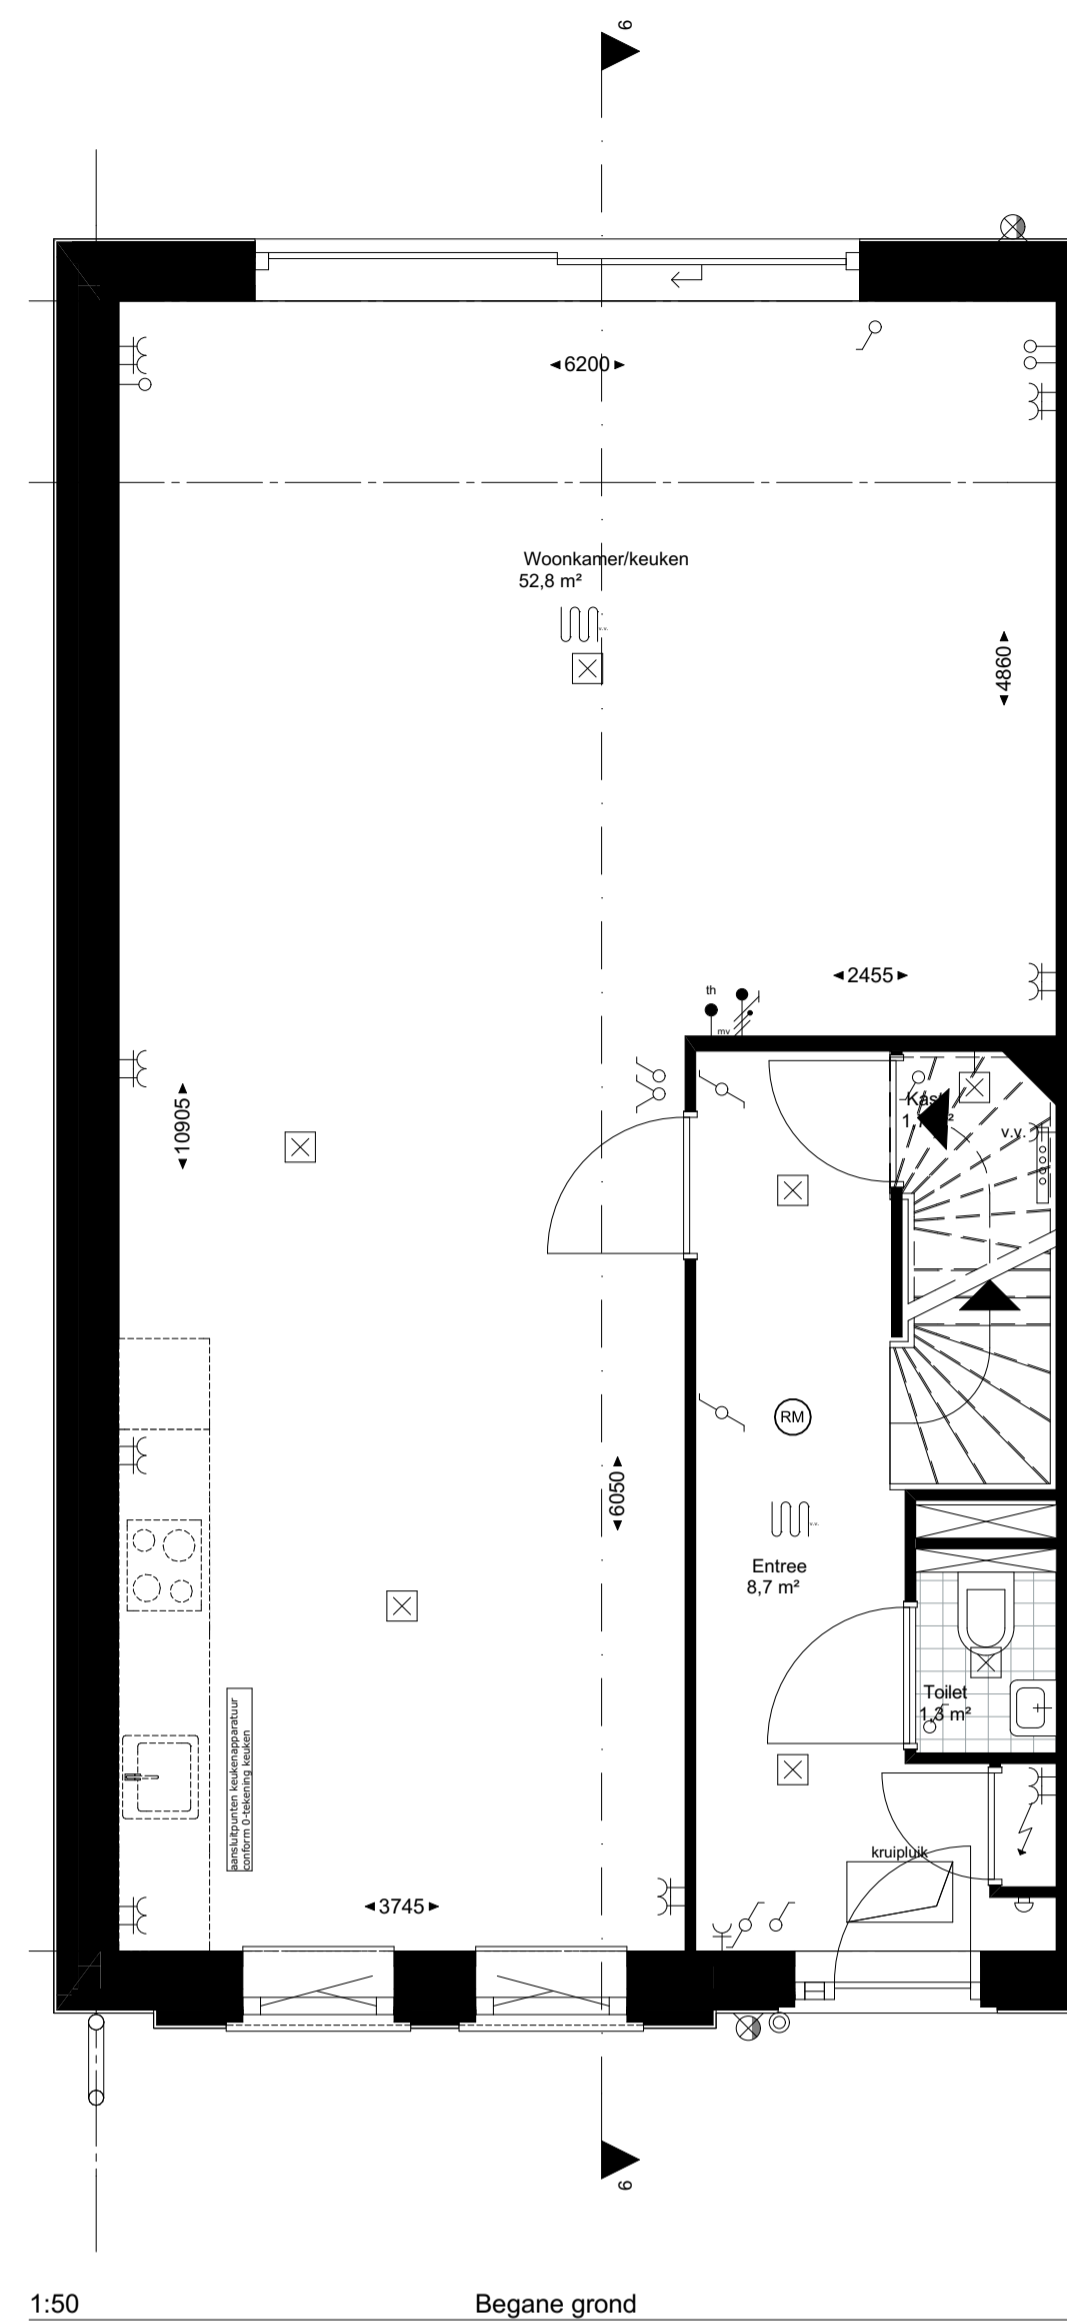 6
6200
Woonkamer/keuken
52,8 m²
v.v.
4860
2455
th
mv
10905
Kast
v.v.
RM
6050
v.v.
Entree
8,7 m²
Toilet
1,3 m²
aansluitpunten keukenapparatuur
conform 0-tekening keuken
kruipluik
3745
6
1:50
Begane grond